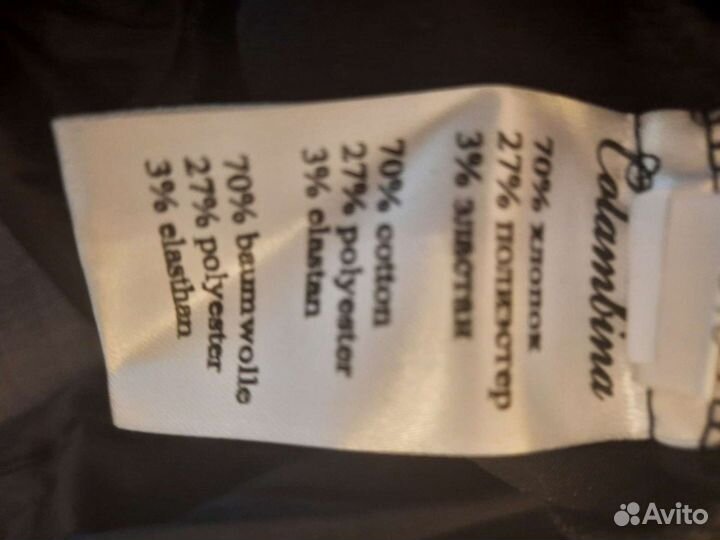 Colambina
70% хлопок
27% полиэстер
3% эластан
70% cotton
27% polyester
3% elastan
70% baumwolle
27% polyester
3% elasthan
Avito